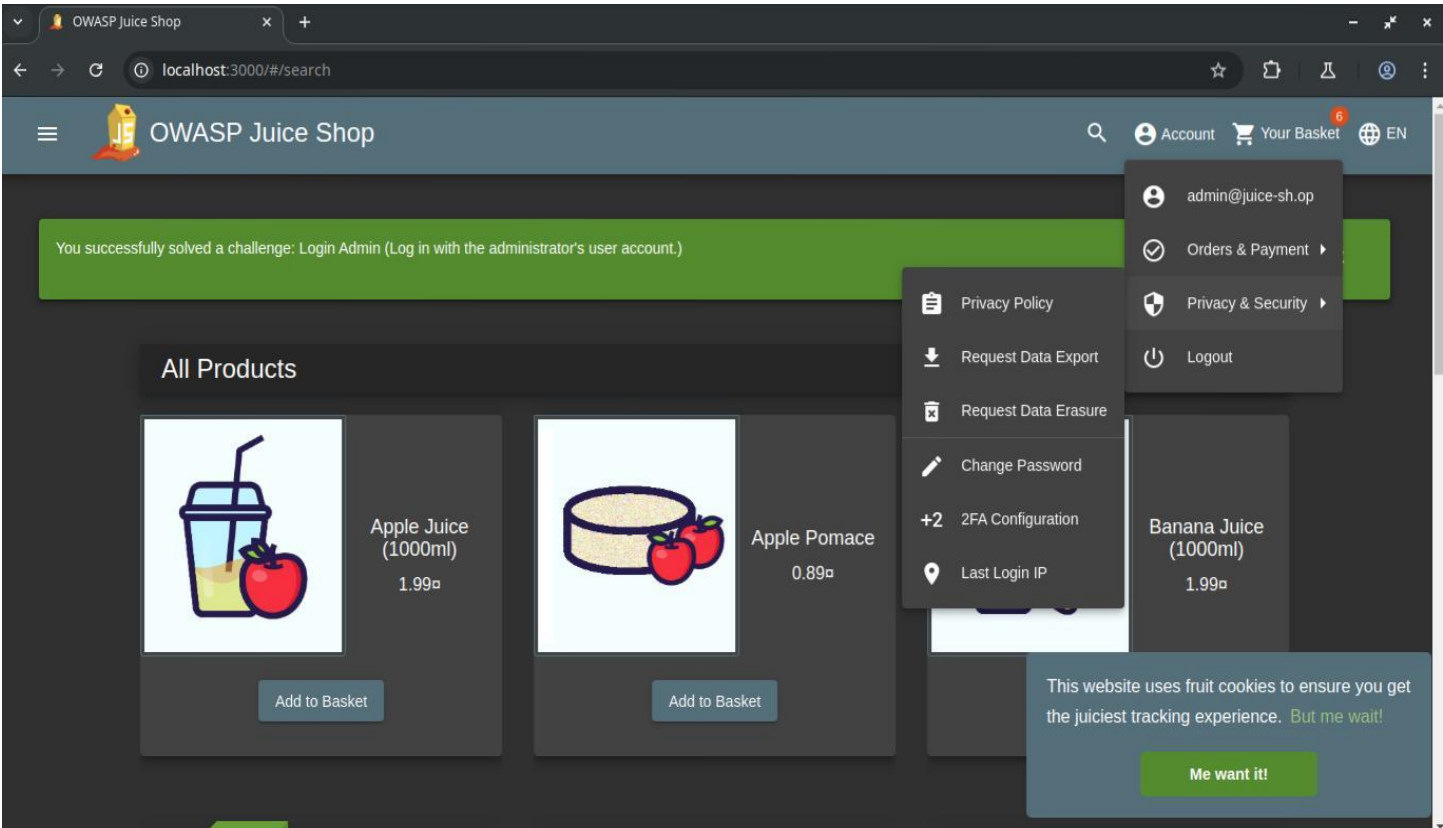 OWASP Juice Shop
localhost:3000/#/search
OWASP Juice Shop
Account
Your Basket
6
EN
admin@juice-sh.op
Orders & Payment
Privacy & Security
Logout
You successfully solved a challenge: Login Admin (Log in with the administrator's user account.)
Privacy Policy
Request Data Export
Request Data Erasure
Change Password
+2 2FA Configuration
Last Login IP
All Products
Apple Juice
(1000ml)
1.99¤
Add to Basket
Apple Pomace
0.89¤
Add to Basket
Banana Juice
(1000ml)
1.99¤
This website uses fruit cookies to ensure you get
the juiciest tracking experience. But me wait!
Me want it!